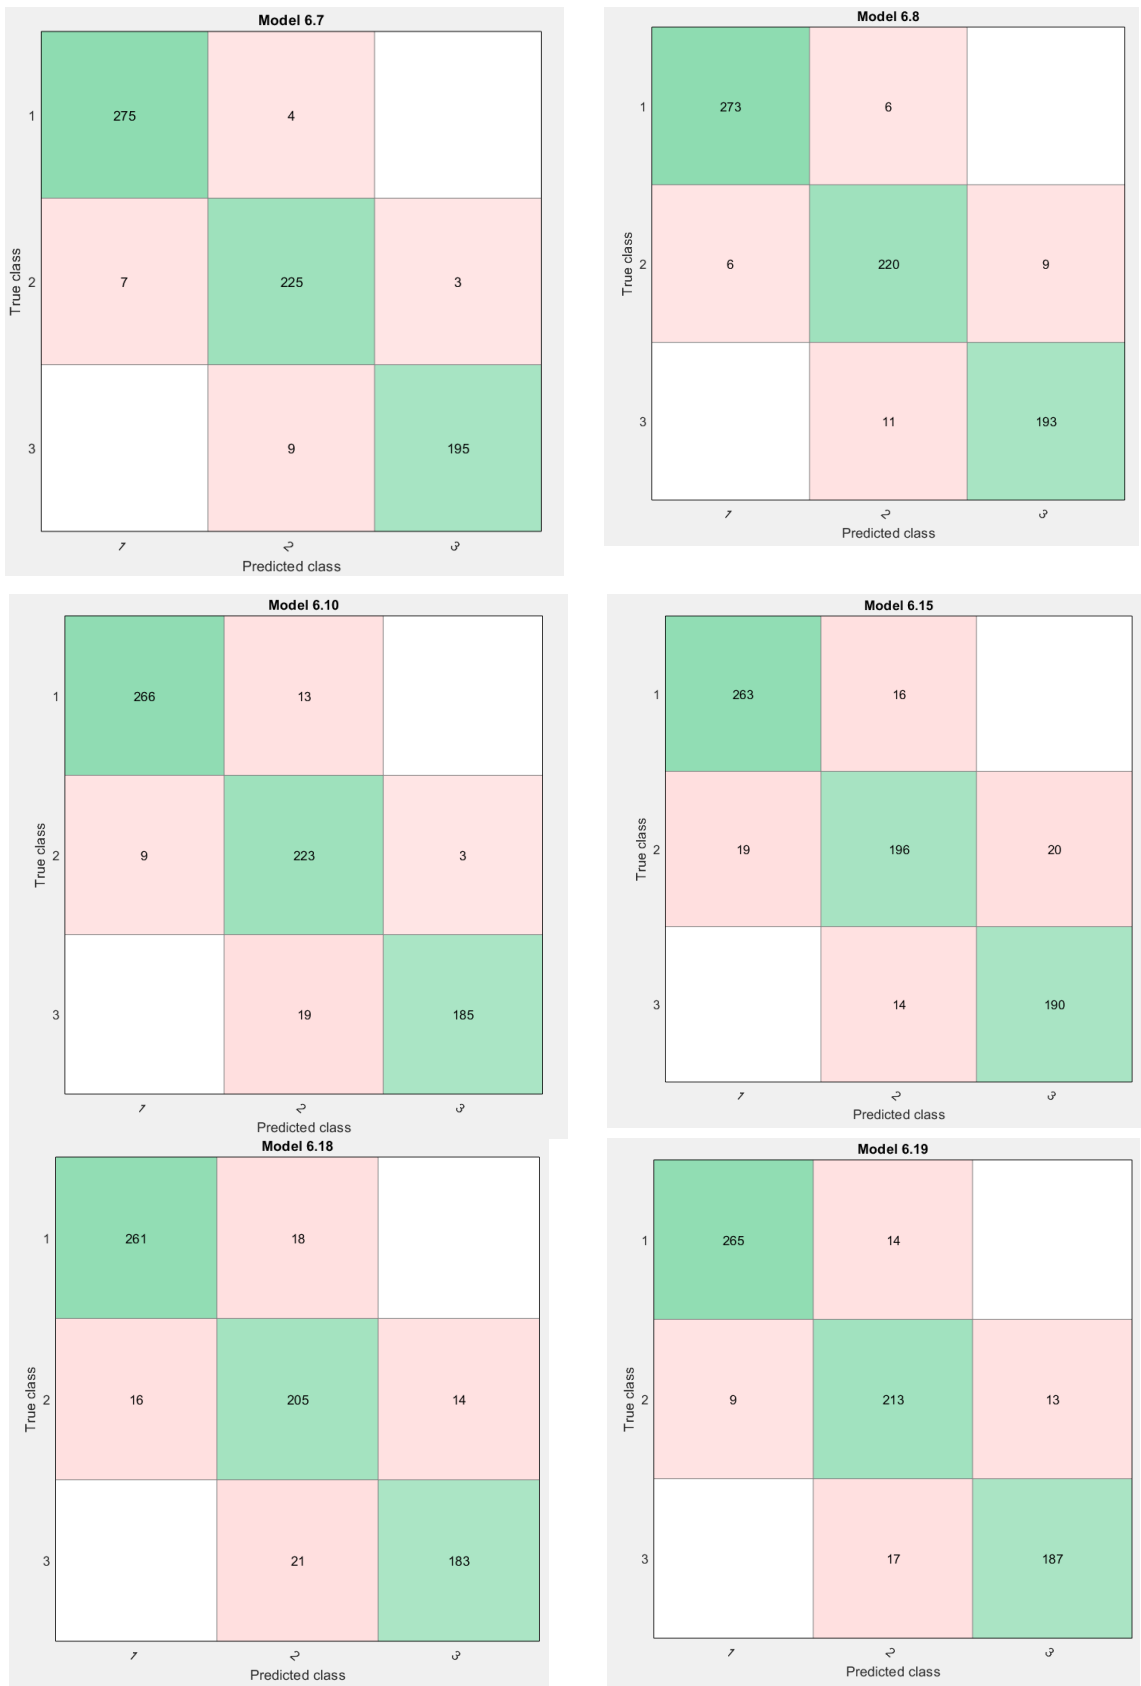 Model 6.7
1 275 4
2 7 225 3
3 9 195
True class
1 2 3
Predicted class
Model 6.8
1 273 6
2 6 220 9
3 11 193
True class
1 2 3
Predicted class
Model 6.10
1 266 13
2 9 223 3
3 19 185
True class
1 2 3
Predicted class
Model 6.15
1 263 16
2 19 196 20
3 14 190
True class
1 2 3
Predicted class
Model 6.18
1 261 18
2 16 205 14
3 21 183
True class
1 2 3
Predicted class
Model 6.19
1 265 14
2 9 213 13
3 17 187
True class
1 2 3
Predicted class